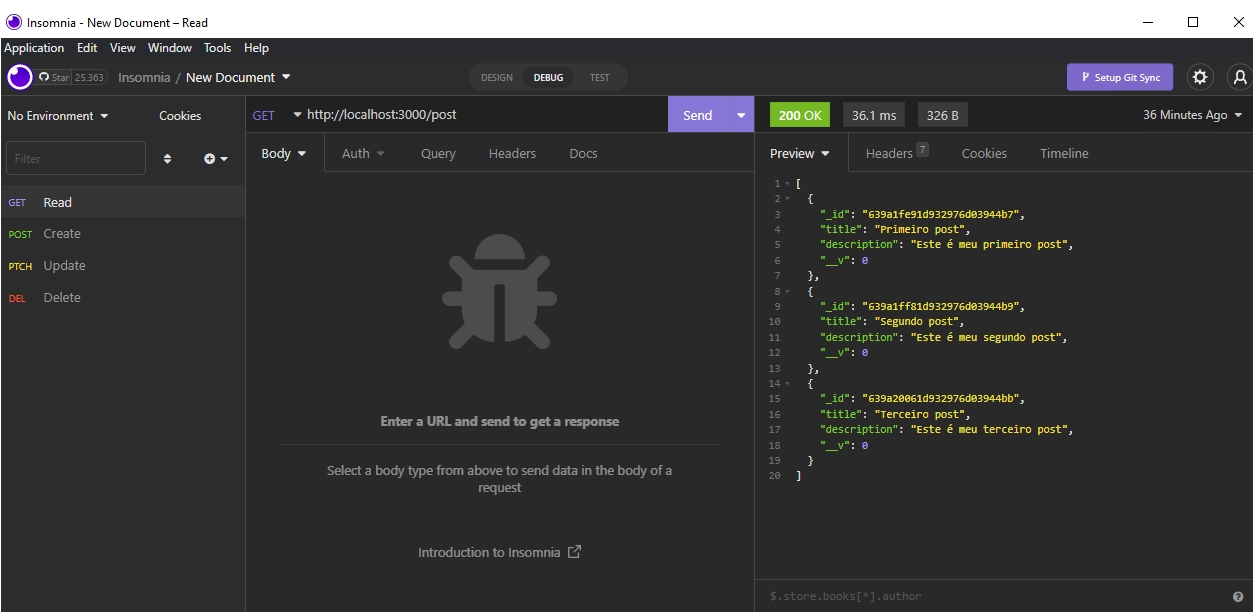 Insomnia - New Document – Read
Application Edit View Window Tools Help
Star 25.363 Insomnia / New Document DESIGN DEBUG TEST Setup Git Sync
No Environment Cookies
Filter
GET Read
POST Create
PTCH Update
DEL Delete
GET http://localhost:3000/post Send
Body Auth Query Headers Docs
Enter a URL and send to get a response
Select a body type from above to send data in the body of a
request
Introduction to Insomnia
200 OK 36.1 ms 326 B 36 Minutes Ago
Preview Headers 7 Cookies Timeline
1 [
2 {
3 "_id": "639a1fe91d932976d03944b7",
4 "title": "Primeiro post",
5 "description": "Este é meu primeiro post",
6 "__v": 0
7 },
8 {
9 "_id": "639a1ff81d932976d03944b9",
10 "title": "Segundo post",
11 "description": "Este é meu segundo post",
12 "__v": 0
13 },
14 {
15 "_id": "639a20061d932976d03944bb",
16 "title": "Terceiro post",
17 "description": "Este é meu terceiro post",
18 "__v": 0
19 }
20 ]
$.store.books[*].author